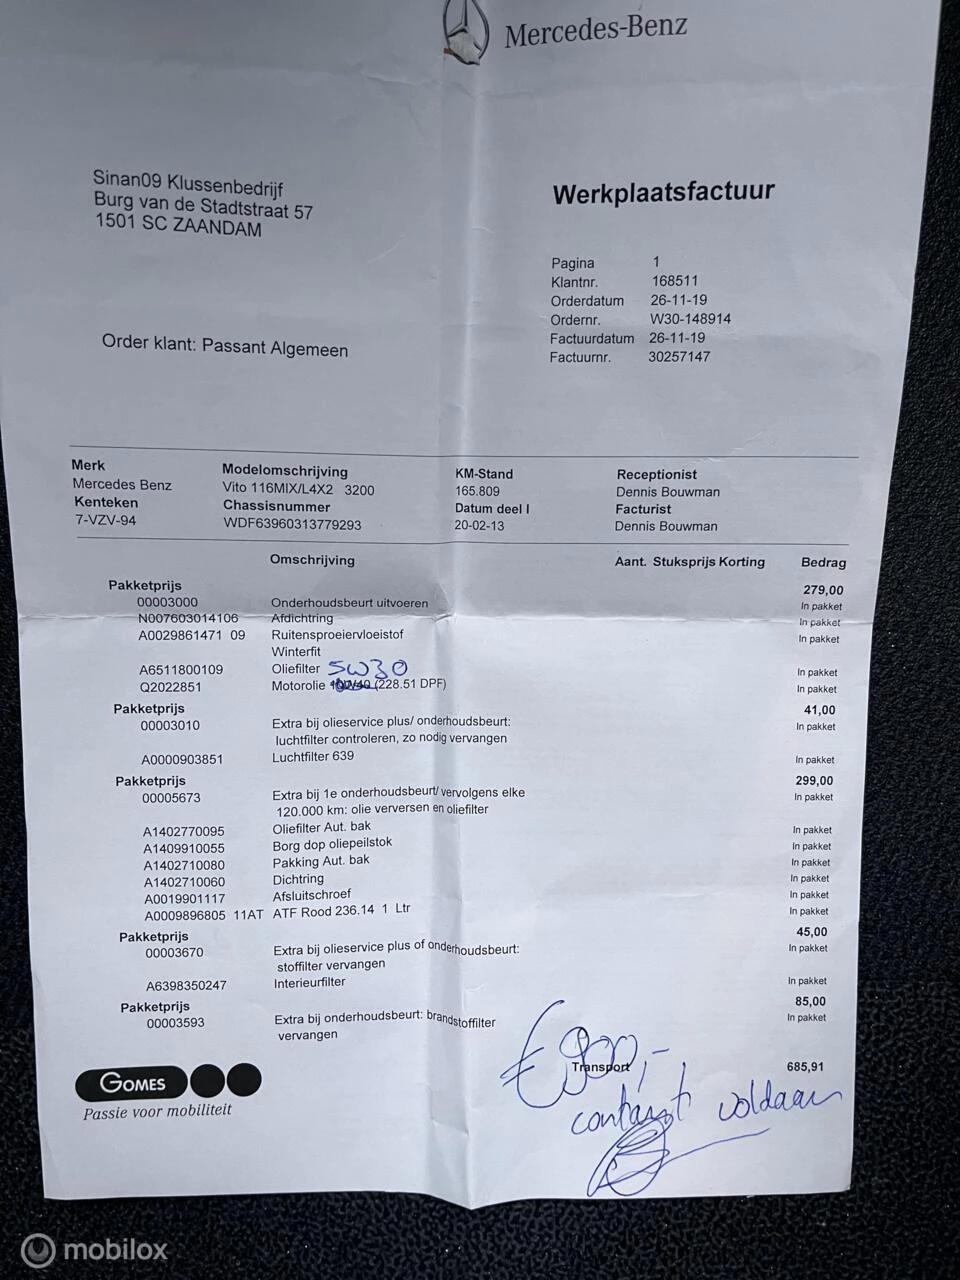 Mercedes-Benz
Sinan09 Klussenbedrijf
Burg van de Stadtstraat 57
1501 SC ZAANDAM
Werkplaatsfactuur
Pagina 1
Klantnr. 168511
Orderdatum 26-11-19
Ordernr. W30-148914
Factuurdatum 26-11-19
Factuurnr. 30257147
Order klant: Passant Algemeen
Merk Modelomschrijving KM-Stand Receptionist
Mercedes Benz Vito 116MIX/L4X2 3200 165.809 Dennis Bouwman
Kenteken Chassisnummer Datum deel I Facturist
7-VZV-94 WDF63960313779293 20-02-13 Dennis Bouwman
Omschrijving Aant. Stuksprijs Korting Bedrag
Pakketprijs 279,00
00003000 Onderhoudsbeurt uitvoeren In pakket
N007603014106 Afdichtring In pakket
A0029861471 09 Ruitensproeiervloeistof In pakket
Winterfit
A6511800109 Oliefilter 5W30 In pakket
Q2022851 Motorolie 10W40 (228.51 DPF) In pakket
Pakketprijs 41,00
00003010 Extra bij olieservice plus/ onderhoudsbeurt: In pakket
luchtfilter controleren, zo nodig vervangen
A0000903851 Luchtfilter 639 In pakket
Pakketprijs 299,00
00005673 Extra bij 1e onderhoudsbeurt/ vervolgens elke In pakket
120.000 km: olie verversen en oliefilter
A1402770095 Oliefilter Aut. bak In pakket
A1409910055 Borg dop oliepeilstok In pakket
A1402710080 Pakking Aut. bak In pakket
A1402710060 Dichtring In pakket
A0019901117 Afsluitschroef In pakket
A0009896805 11AT ATF Rood 236.14 1 Ltr In pakket
Pakketprijs 45,00
00003670 Extra bij olieservice plus of onderhoudsbeurt: In pakket
stoffilter vervangen
A6398350247 Interieurfilter In pakket
Pakketprijs 85,00
00003593 Extra bij onderhoudsbeurt: brandstoffilter In pakket
vervangen
€ 900,-
Transport 685,91
contant voldaan
GOMES
Passie voor mobiliteit
mobilox